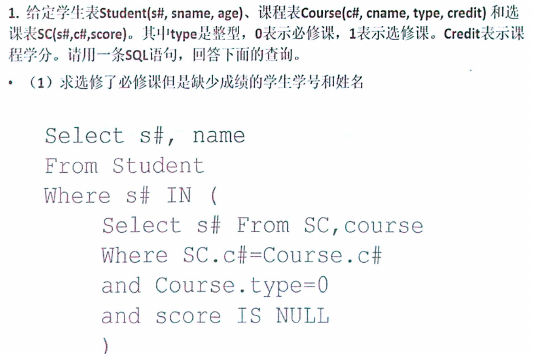 1. 给定学生表Student(s#, sname, age)、课程表Course(c#, cname, type, credit) 和选
课表SC(s#,c#,score)。其中type是整型，0表示必修课，1表示选修课。Credit表示课
程学分。请用一条SQL语句，回答下面的查询。
• （1）求选修了必修课但是缺少成绩的学生学号和姓名
Select s#, name
From Student
Where s# IN (
Select s# From SC,course
Where SC.c#=Course.c#
and Course.type=0
and score IS NULL
)